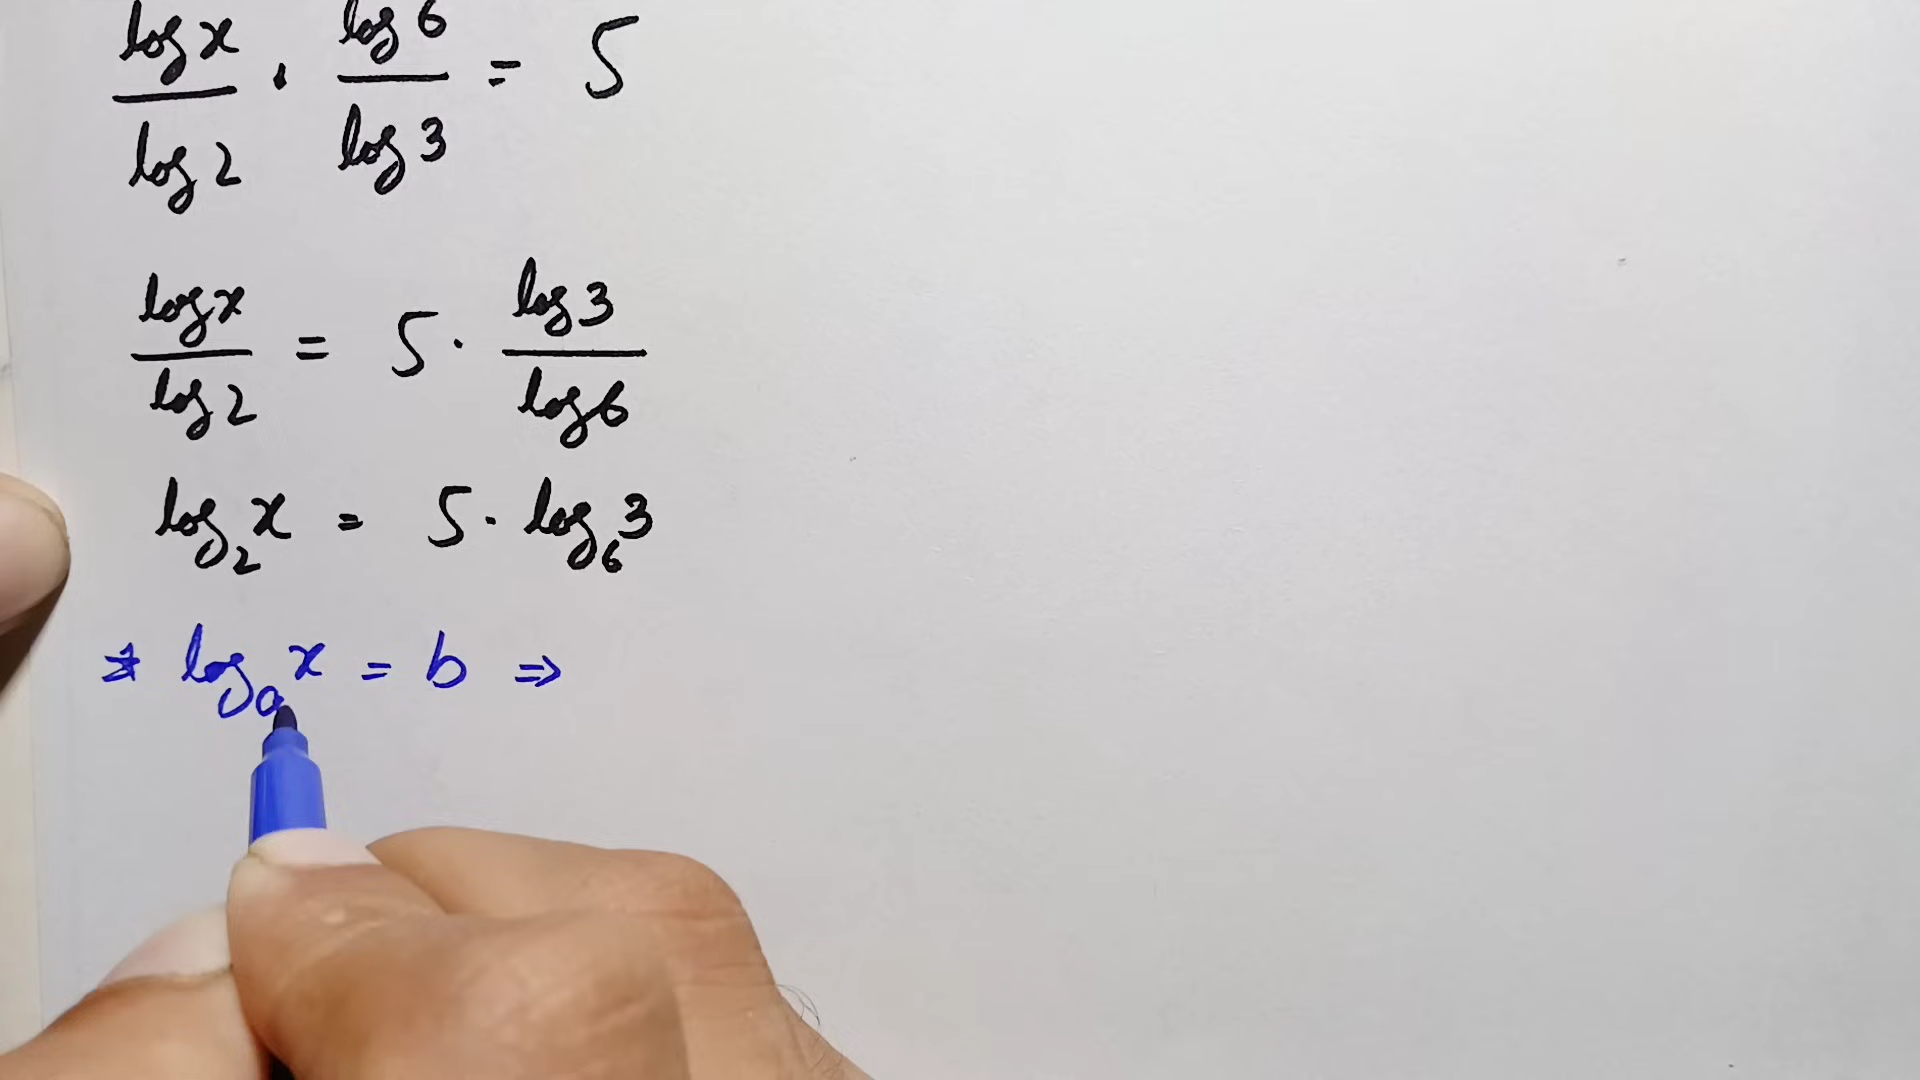 log x / log 2 · log 6 / log 3 = 5
log x / log 2 = 5 · log 3 / log 6
log₂ x = 5 · log₆ 3
* logₐ x = b ⇒